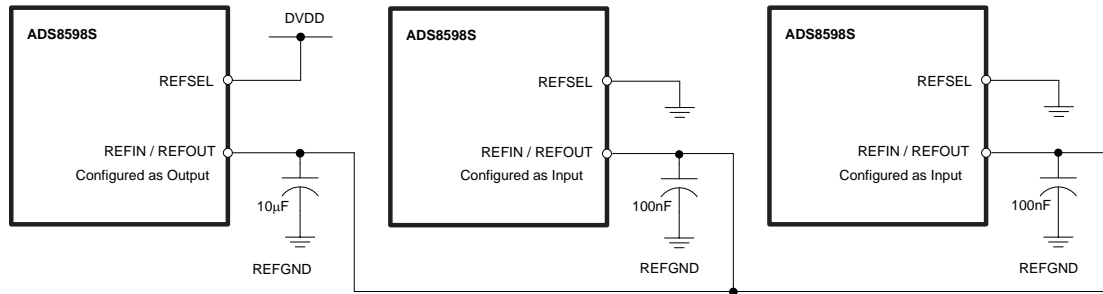 ADS8598S
DVDD
REFSEL
REFIN / REFOUT
Configured as Output
10μF
REFGND
ADS8598S
REFSEL
REFIN / REFOUT
Configured as Input
100nF
REFGND
ADS8598S
REFSEL
REFIN / REFOUT
Configured as Input
100nF
REFGND